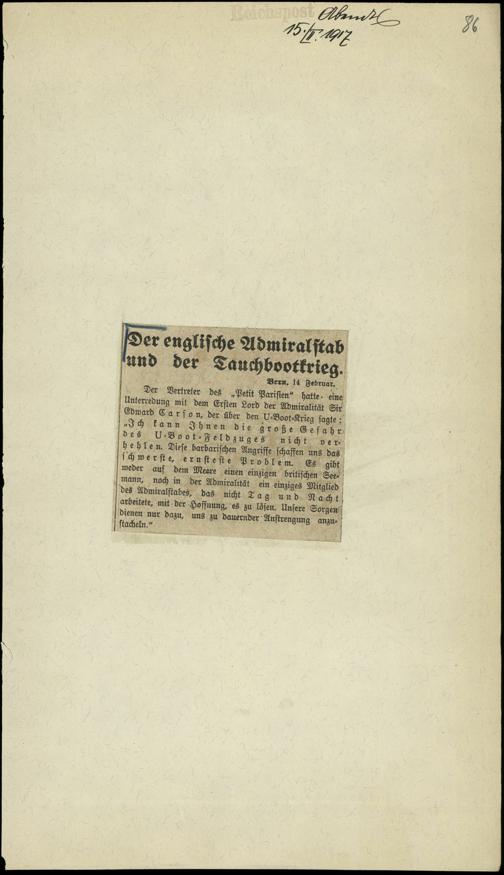 Reichspost
15./II. 1917
86
Der englische Admiralstab
und der Tauchbootkrieg.
Bern, 14 Februar.
Der Vertreter des „Petit Parisien“ hatte eine
Unterredung mit dem Ersten Lord der Admiralität Sir
Edward Carson, der über den U-Boot-Krieg sagte:
„Ich kann Ihnen die große Gefahr
des U-Boot-Feldzuges nicht ver-
hehlen. Diese barbarischen Angriffe schaffen uns das
schwerste, ernsteste Problem. Es gibt
weder auf dem Meere einen einzigen britischen See-
mann, noch in der Admiralität ein einziges Mitglied
des Admiralstabes, das nicht Tag und Nacht
arbeitete, mit der Hoffnung, es zu lösen. Unsere Sorgen
dienen nur dazu, uns zu dauernder Anstrengung anzu-
stacheln.“